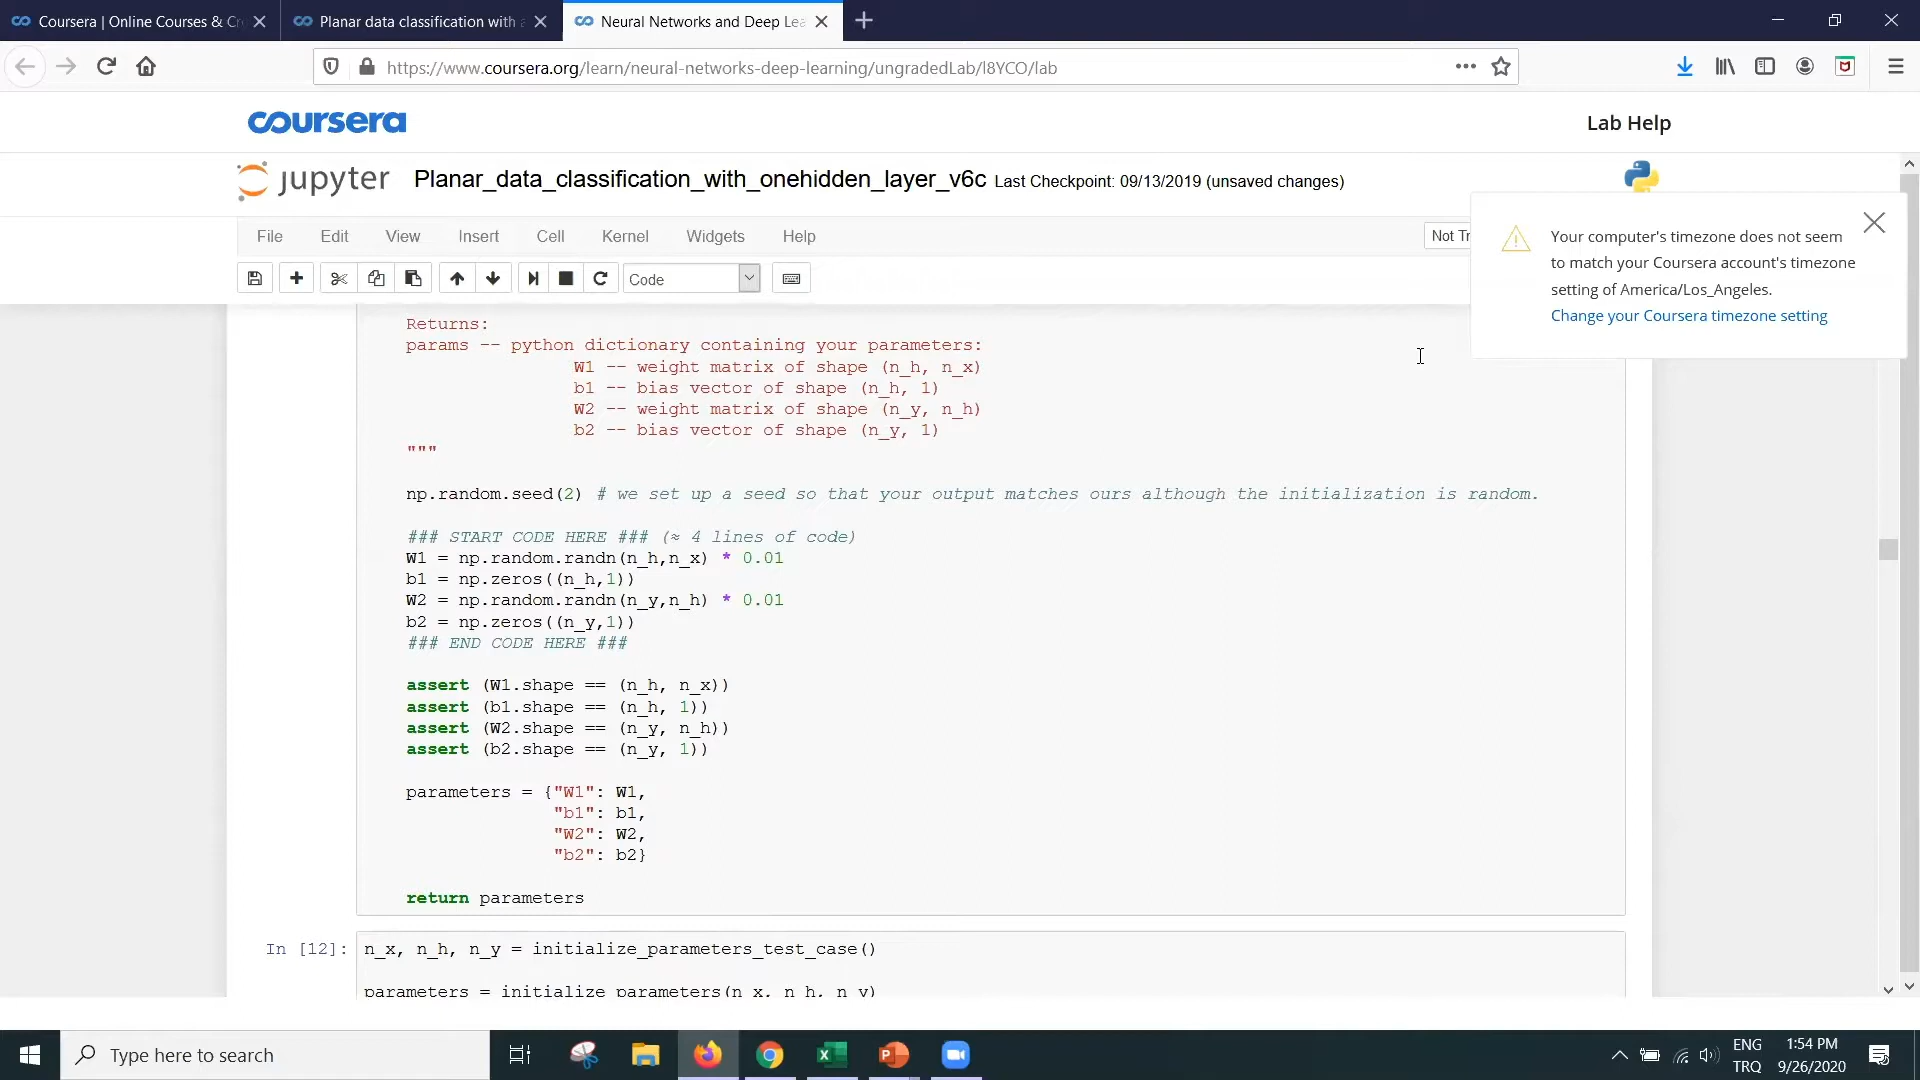 Coursera | Online Courses & Cr
Planar data classification with a
Neural Networks and Deep Lea
https://www.coursera.org/learn/neural-networks-deep-learning/ungradedLab/l8YCO/lab
coursera
Lab Help
jupyter Planar_data_classification_with_onehidden_layer_v6c Last Checkpoint: 09/13/2019 (unsaved changes)
File Edit View Insert Cell Kernel Widgets Help
Not Tr
Code
Your computer's timezone does not seem
to match your Coursera account's timezone
setting of America/Los_Angeles.
Change your Coursera timezone setting
Returns:
params -- python dictionary containing your parameters:
W1 -- weight matrix of shape (n_h, n_x)
b1 -- bias vector of shape (n_h, 1)
W2 -- weight matrix of shape (n_y, n_h)
b2 -- bias vector of shape (n_y, 1)
"""
np.random.seed(2) # we set up a seed so that your output matches ours although the initialization is random.
### START CODE HERE ### (≈ 4 lines of code)
W1 = np.random.randn(n_h,n_x) * 0.01
b1 = np.zeros((n_h,1))
W2 = np.random.randn(n_y,n_h) * 0.01
b2 = np.zeros((n_y,1))
### END CODE HERE ###
assert (W1.shape == (n_h, n_x))
assert (b1.shape == (n_h, 1))
assert (W2.shape == (n_y, n_h))
assert (b2.shape == (n_y, 1))
parameters = {"W1": W1,
"b1": b1,
"W2": W2,
"b2": b2}
return parameters
In [12]: n_x, n_h, n_y = initialize_parameters_test_case()
parameters = initialize_parameters(n_x, n_h, n_y)
Type here to search
ENG
TRQ
1:54 PM
9/26/2020